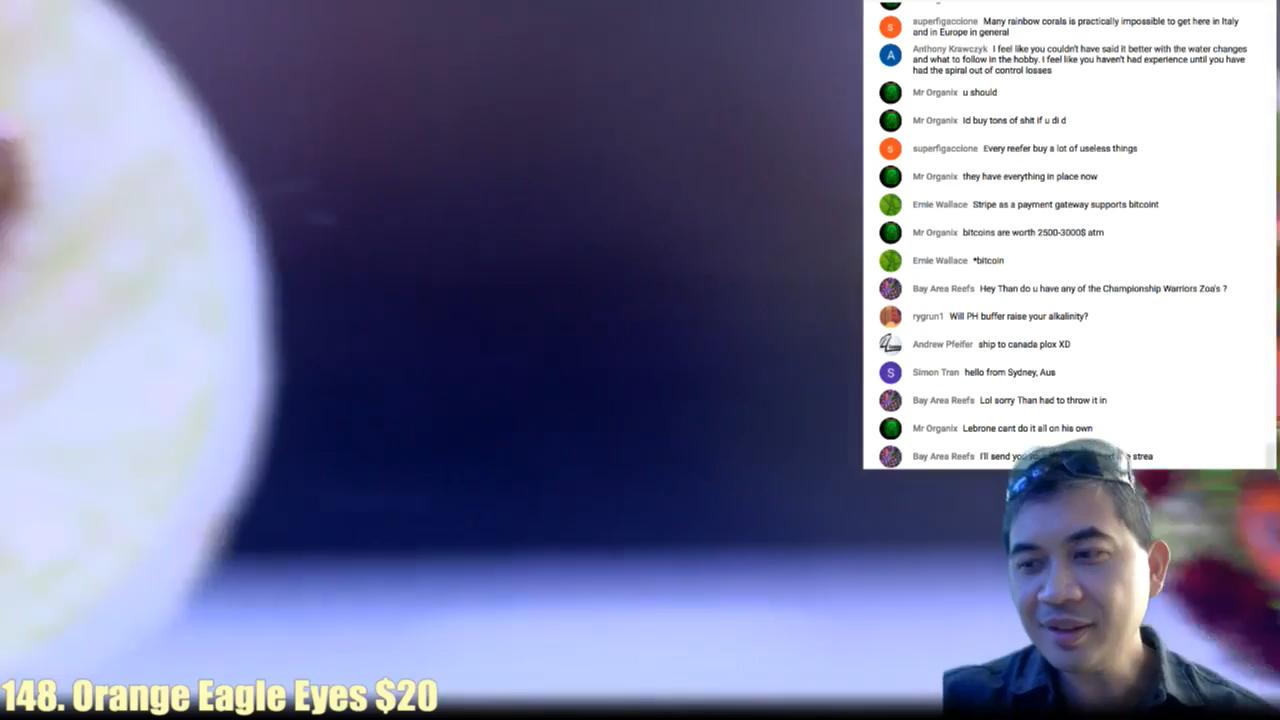 superfigaccione Many rainbow corals is practically impossible to get here in Italy
and in Europe in general
A
Anthony Krawczyk I feel like you couldn't have said it better with the water changes
and what to follow in the hobby. I feel like you haven't had experience until you have
had the spiral out of control losses
Mr Organix u should
Mr Organix Id buy tons of shit if u di d
s
superfigaccione Every reefer buy a lot of useless things
Mr Organix they have everything in place now
Ernie Wallace Stripe as a payment gateway supports bitcoint
Mr Organix bitcoins are worth 2500-3000$ atm
Ernie Wallace *bitcoin
Bay Area Reefs Hey Than do u have any of the Championship Warriors Zoa's ?
rygrun1 Will PH buffer raise your alkalinity?
Andrew Pfeifer ship to canada plox XD
S
Simon Tran hello from Sydney, Aus
Bay Area Reefs Lol sorry Than had to throw it in
Mr Organix Lebrone cant do it all on his own
Bay Area Reefs I'll send you strea
148. Orange Eagle Eyes $20